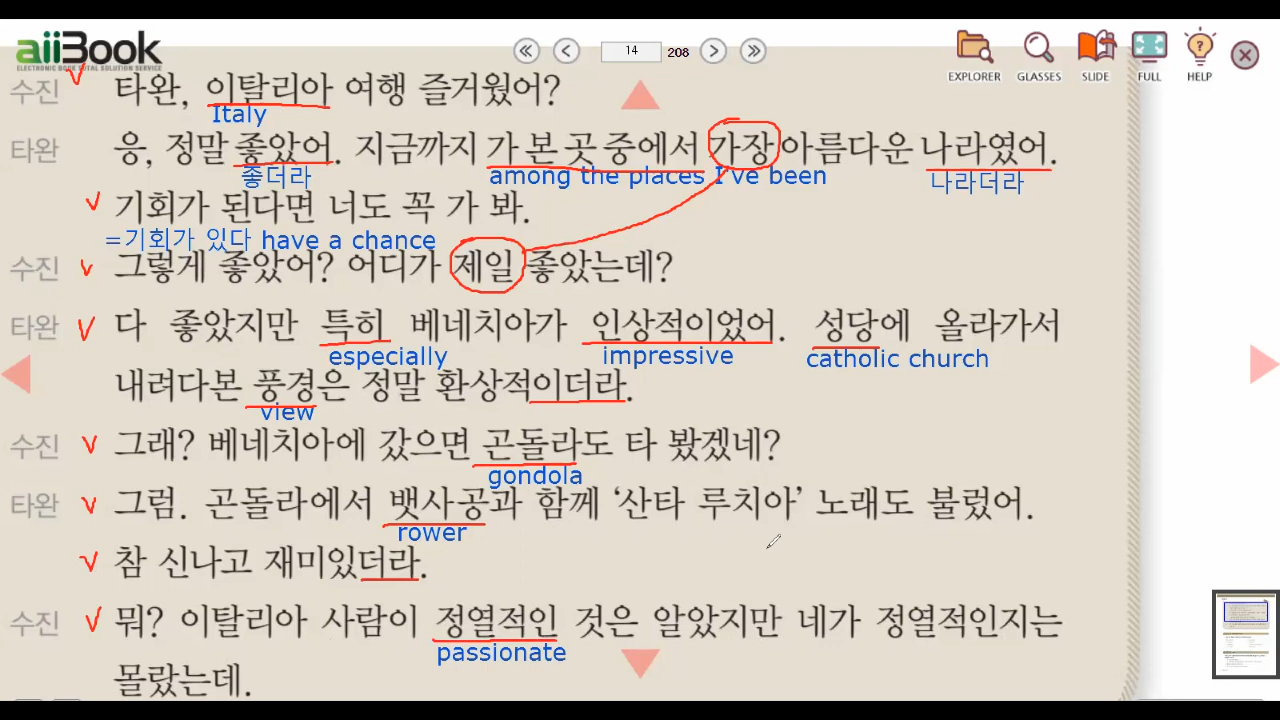 aiiBook
ELECTRONIC BOOK TOTAL SOLUTION SERVICE
14 208
EXPLORER GLASSES SLIDE FULL HELP
수진 타완, 이탈리아 여행 즐거웠어?
Italy
타완 응, 정말 좋았어. 지금까지 가 본 곳 중에서 가장 아름다운 나라였어.
좋더라 among the places I've been 나라더라
기회가 된다면 너도 꼭 가 봐.
=기회가 있다 have a chance
수진 그렇게 좋았어? 어디가 제일 좋았는데?
타완 다 좋았지만 특히 베네치아가 인상적이었어. 성당에 올라가서
especially impressive catholic church
내려다본 풍경은 정말 환상적이더라.
view
수진 그래? 베네치아에 갔으면 곤돌라도 타 봤겠네?
gondola
타완 그럼. 곤돌라에서 뱃사공과 함께 ‘산타 루치아’ 노래도 불렀어.
rower
참 신나고 재미있더라.
수진 뭐? 이탈리아 사람이 정열적인 것은 알았지만 네가 정열적인지는
passionate
몰랐는데.